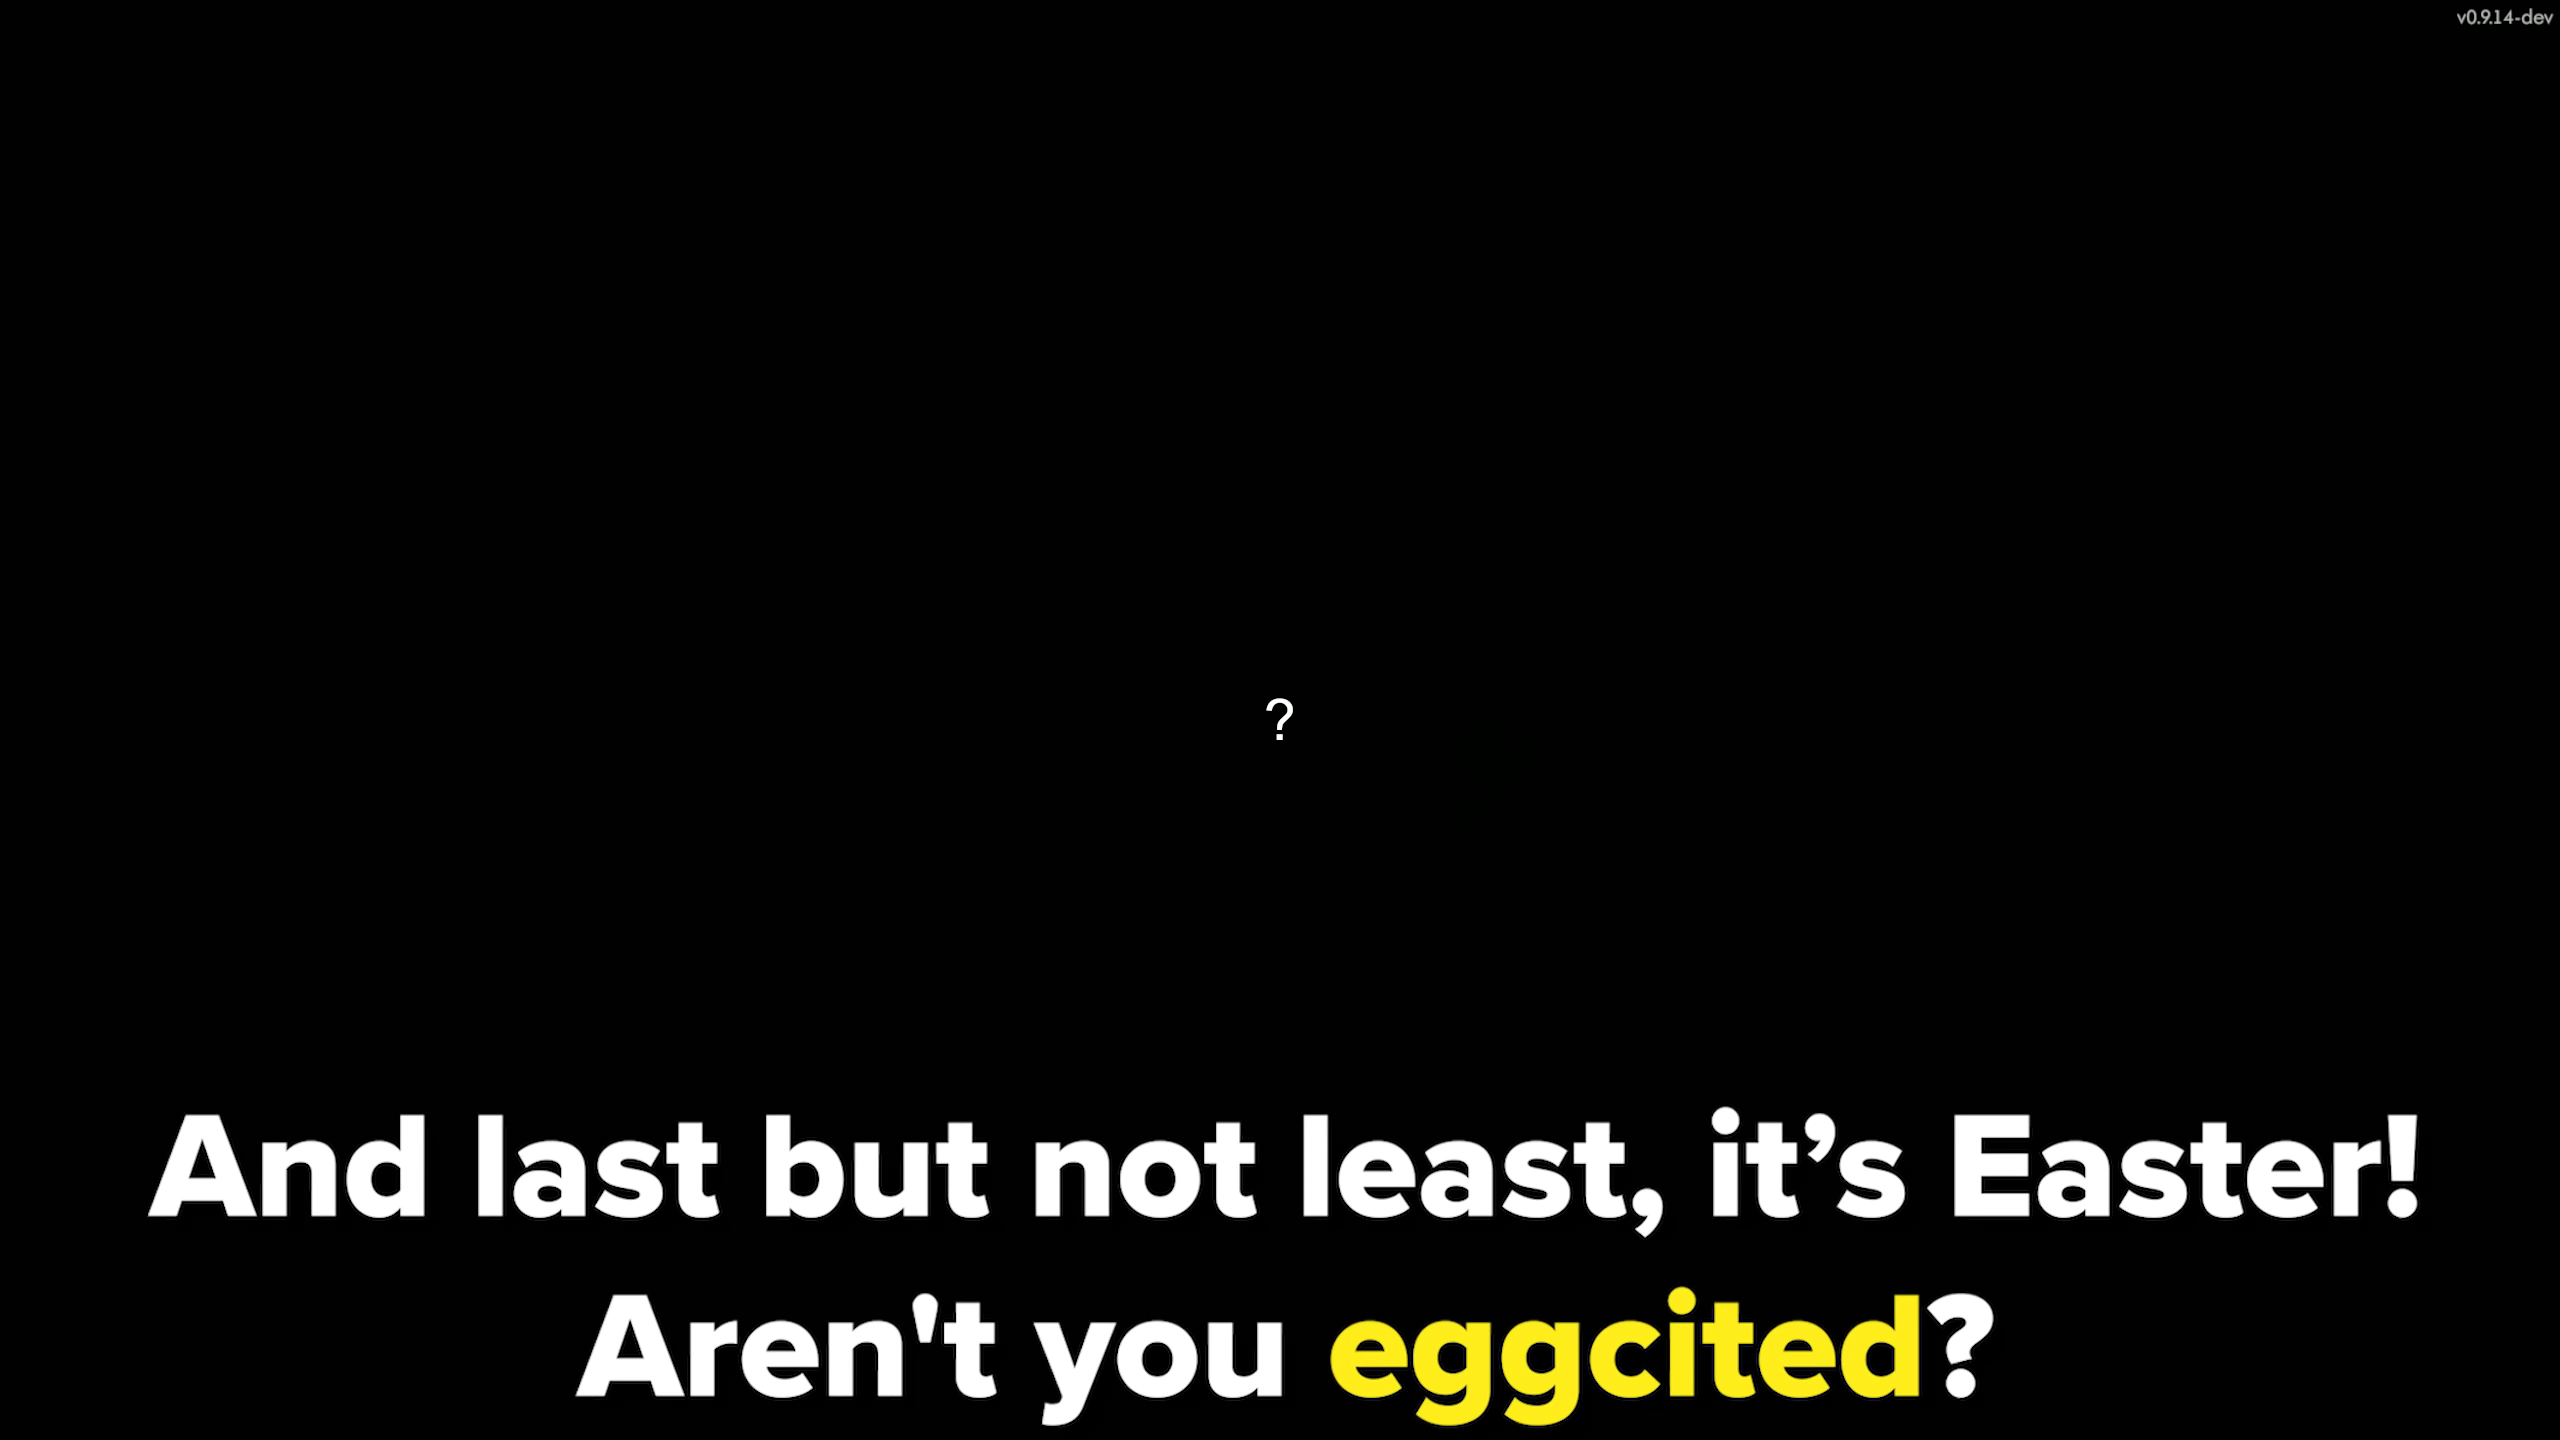 v0.9.14-dev
?
And last but not least, it’s Easter!
Aren't you eggcited?